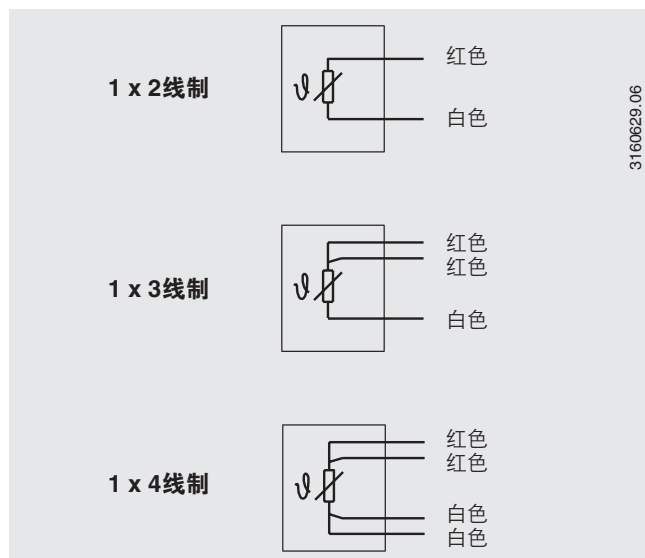 1 x 2线制
ϑ
红色
白色
3160629.06
1 x 3线制
ϑ
红色
红色
白色
1 x 4线制
ϑ
红色
红色
白色
白色